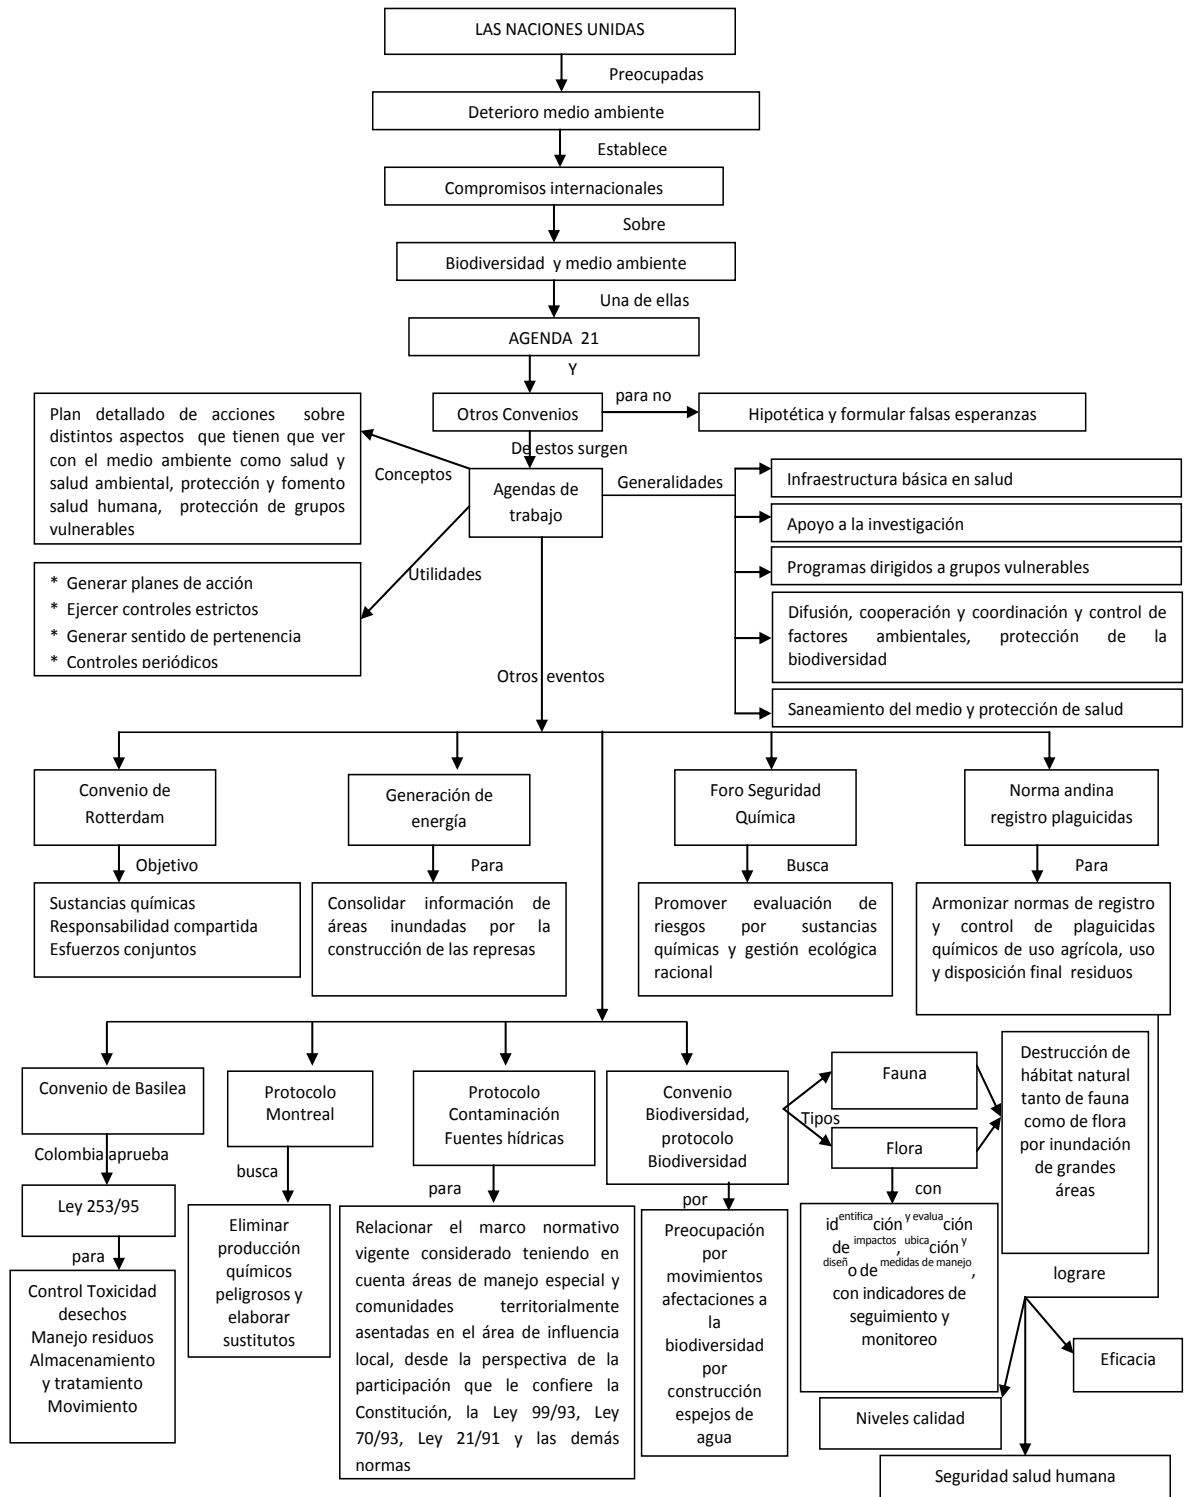 LAS NACIONES UNIDAS
Preocupadas
Deterioro medio ambiente
Establece
Compromisos internacionales
Sobre
Biodiversidad y medio ambiente
Una de ellas
AGENDA 21
Y
Otros Convenios
para no
Hipotética y formular falsas esperanzas
De estos surgen
Agendas de
trabajo
Conceptos
Plan detallado de acciones sobre
distintos aspectos que tienen que ver
con el medio ambiente como salud y
salud ambiental, protección y fomento
salud humana, protección de grupos
vulnerables
Utilidades
* Generar planes de acción
* Ejercer controles estrictos
* Generar sentido de pertenencia
* Controles periódicos
Generalidades
Infraestructura básica en salud
Apoyo a la investigación
Programas dirigidos a grupos vulnerables
Difusión, cooperación y coordinación y control de
factores ambientales, protección de la
biodiversidad
Saneamiento del medio y protección de salud
Otros eventos
Convenio de
Rotterdam
Objetivo
Sustancias químicas
Responsabilidad compartida
Esfuerzos conjuntos
Generación de
energía
Para
Consolidar información de
áreas inundadas por la
construcción de las represas
Foro Seguridad
Química
Busca
Promover evaluación de
riesgos por sustancias
químicas y gestión ecológica
racional
Norma andina
registro plaguicidas
Para
Armonizar normas de registro
y control de plaguicidas
químicos de uso agrícola, uso
y disposición final residuos
Convenio de Basilea
Colombia aprueba
Ley 253/95
para
Control Toxicidad
desechos
Manejo residuos
Almacenamiento
y tratamiento
Movimiento
Protocolo
Montreal
busca
Eliminar
producción
químicos
peligrosos y
elaborar
sustitutos
Protocolo
Contaminación
Fuentes hídricas
para
Relacionar el marco normativo
vigente considerado teniendo en
cuenta áreas de manejo especial y
comunidades territorialmente
asentadas en el área de influencia
local, desde la perspectiva de la
participación que le confiere la
Constitución, la Ley 99/93, Ley
70/93, Ley 21/91 y las demás
normas
Convenio
Biodiversidad,
protocolo
Biodiversidad
por
Preocupación
por
movimientos
afectaciones a
la
biodiversidad
por
construcción
espejos de
agua
Tipos
Fauna
Flora
con
identificación y evaluación
de impactos, ubicación y
diseño de medidas de manejo,
con indicadores de
seguimiento y
monitoreo
Destrucción de
hábitat natural
tanto de fauna
como de flora
por inundación
de grandes
áreas
lograre
Eficacia
Niveles calidad
Seguridad salud humana